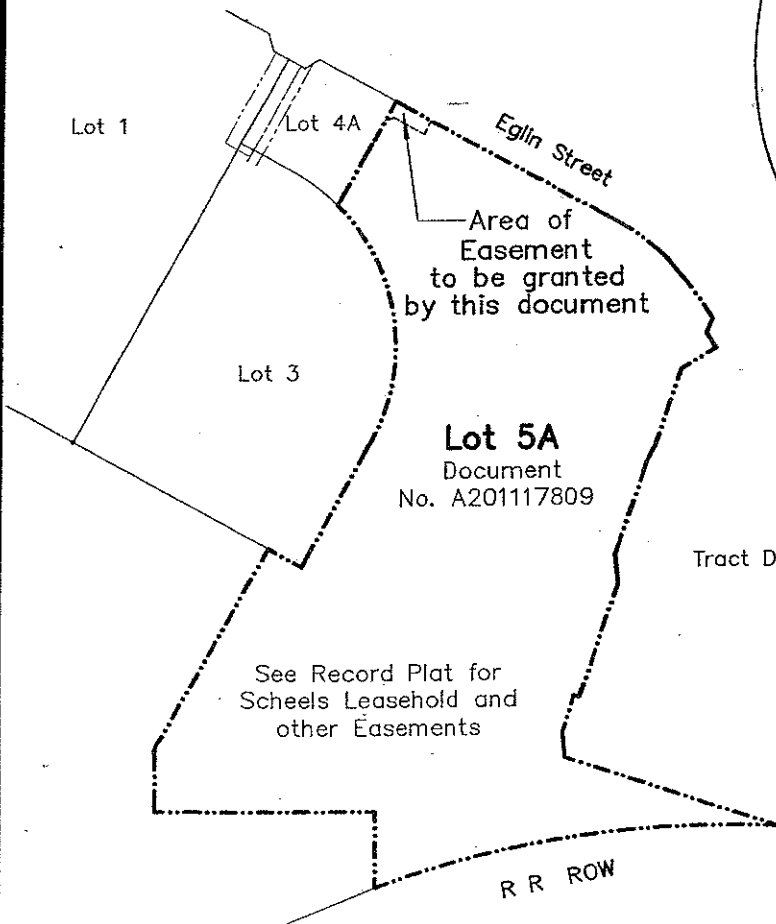 Lot 1
Lot 4A
Eglin Street
Area of
Easement
to be granted
by this document
Lot 3
Lot 5A
Document
No. A201117809
Tract D
See Record Plat for
Scheels Leasehold and
other Easements
R R ROW